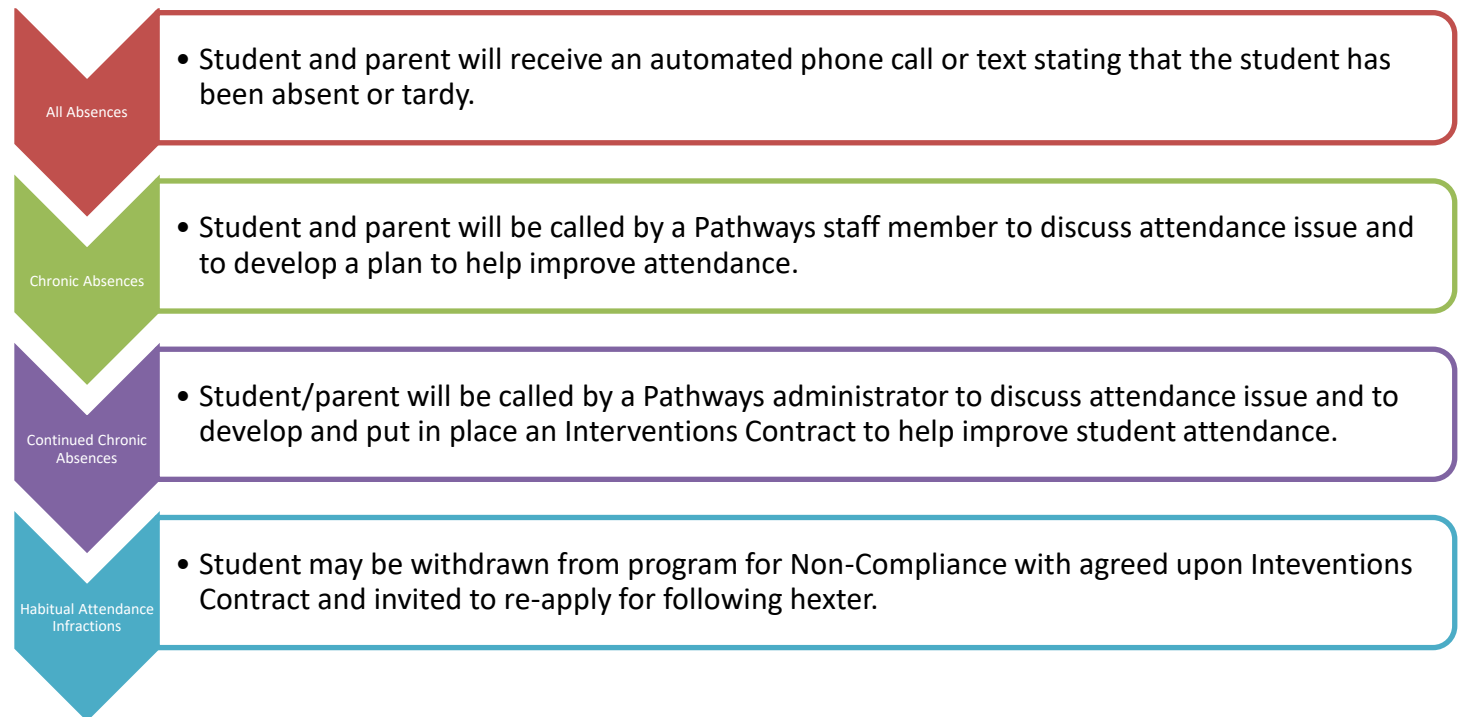 All Absences
• Student and parent will receive an automated phone call or text stating that the student has
been absent or tardy.
Chronic Absences
• Student and parent will be called by a Pathways staff member to discuss attendance issue and
to develop a plan to help improve attendance.
Continued Chronic
Absences
• Student/parent will be called by a Pathways administrator to discuss attendance issue and to
develop and put in place an Interventions Contract to help improve student attendance.
Habitual Attendance
Infractions
• Student may be withdrawn from program for Non-Compliance with agreed upon Inteventions
Contract and invited to re-apply for following hexter.